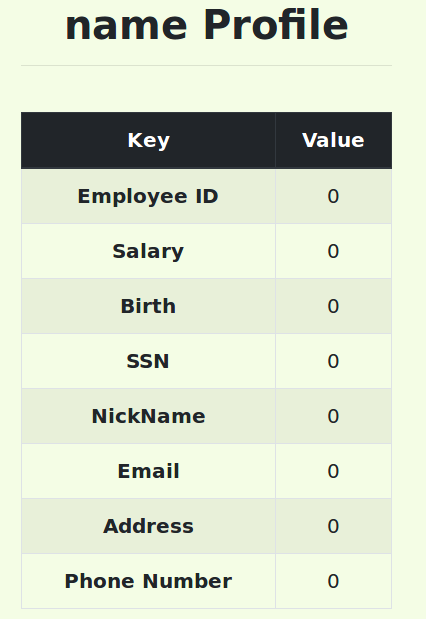 name Profile
Key Value
Employee ID 0
Salary 0
Birth 0
SSN 0
NickName 0
Email 0
Address 0
Phone Number 0